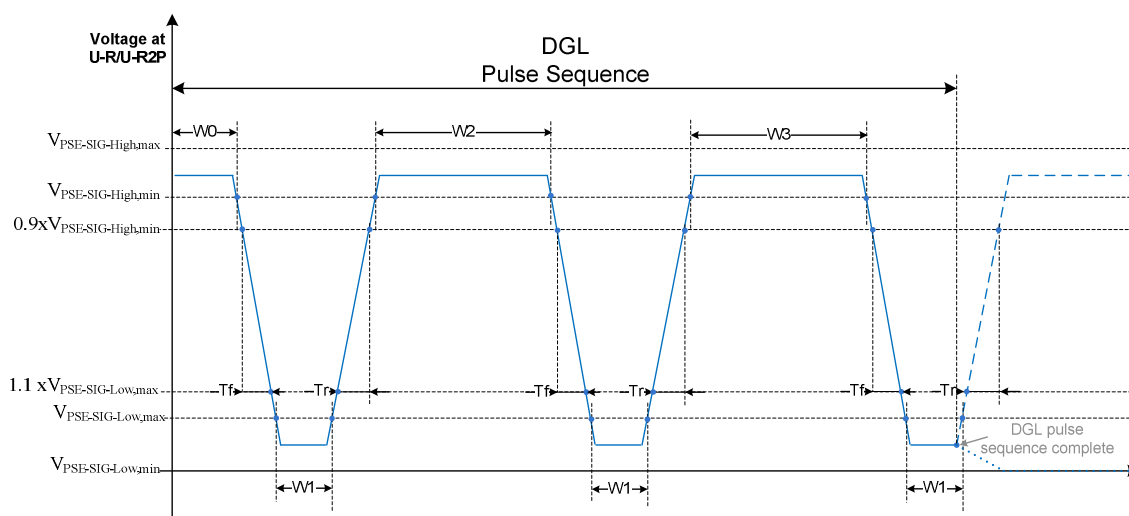 Voltage at
U-R/U-R2P
DGL
Pulse Sequence
W0
W2
W3
VPSE-SIG-High,max
VPSE-SIG-High,min
0.9xVPSE-SIG-High,min
1.1 xVPSE-SIG-Low,max
Tf
Tr
Tf
Tr
Tf
Tr
VPSE-SIG-Low,max
DGL pulse
sequence complete
VPSE-SIG-Low,min
W1
W1
W1